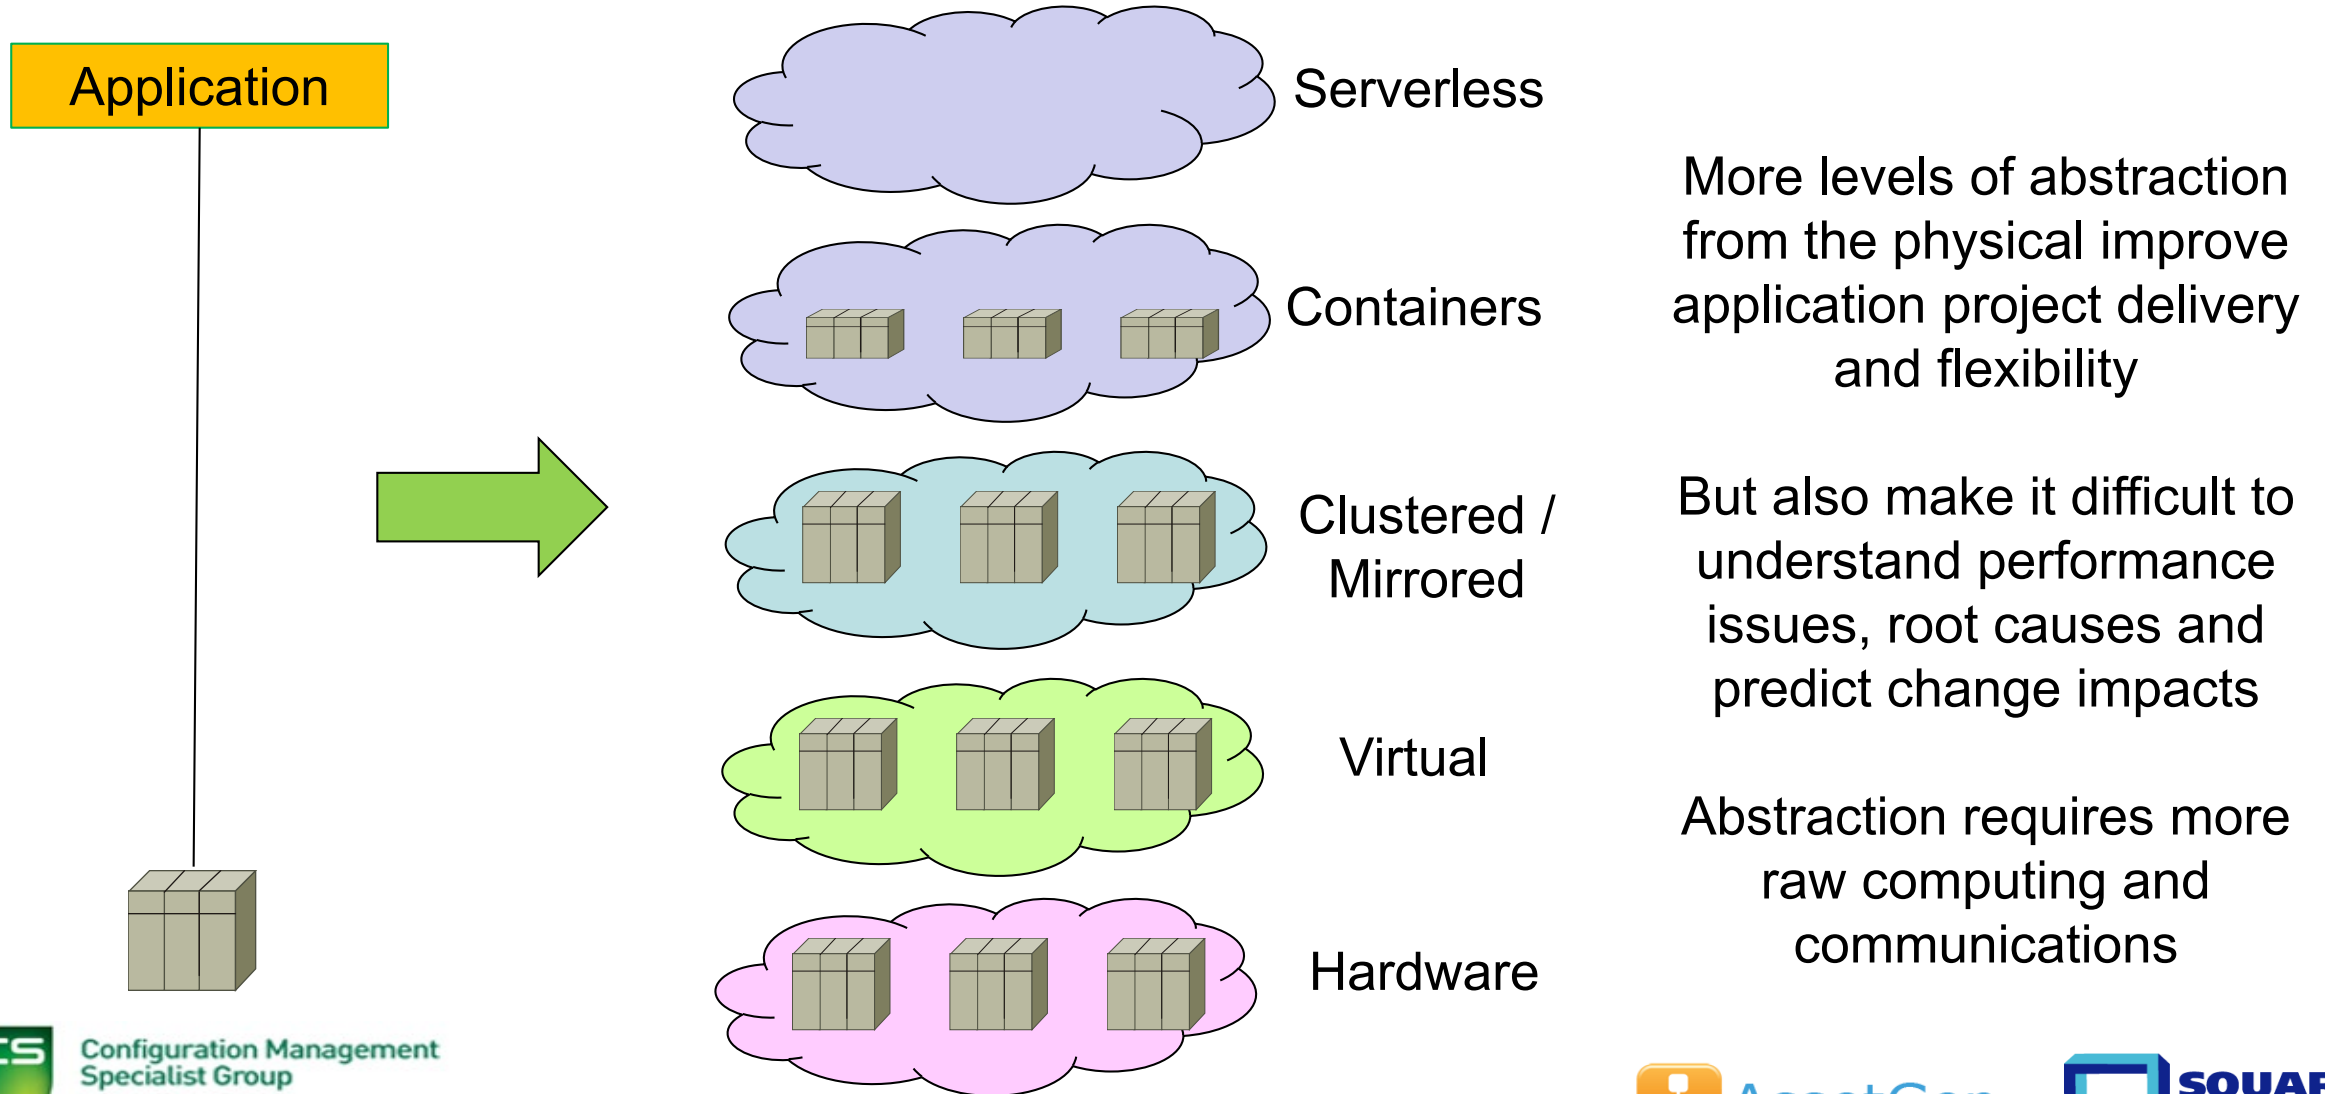 Application
Serverless
Containers
Clustered /
Mirrored
Virtual
Hardware
More levels of abstraction
from the physical improve
application project delivery
and flexibility
But also make it difficult to
understand performance
issues, root causes and
predict change impacts
Abstraction requires more
raw computing and
communications
Configuration Management
Specialist Group